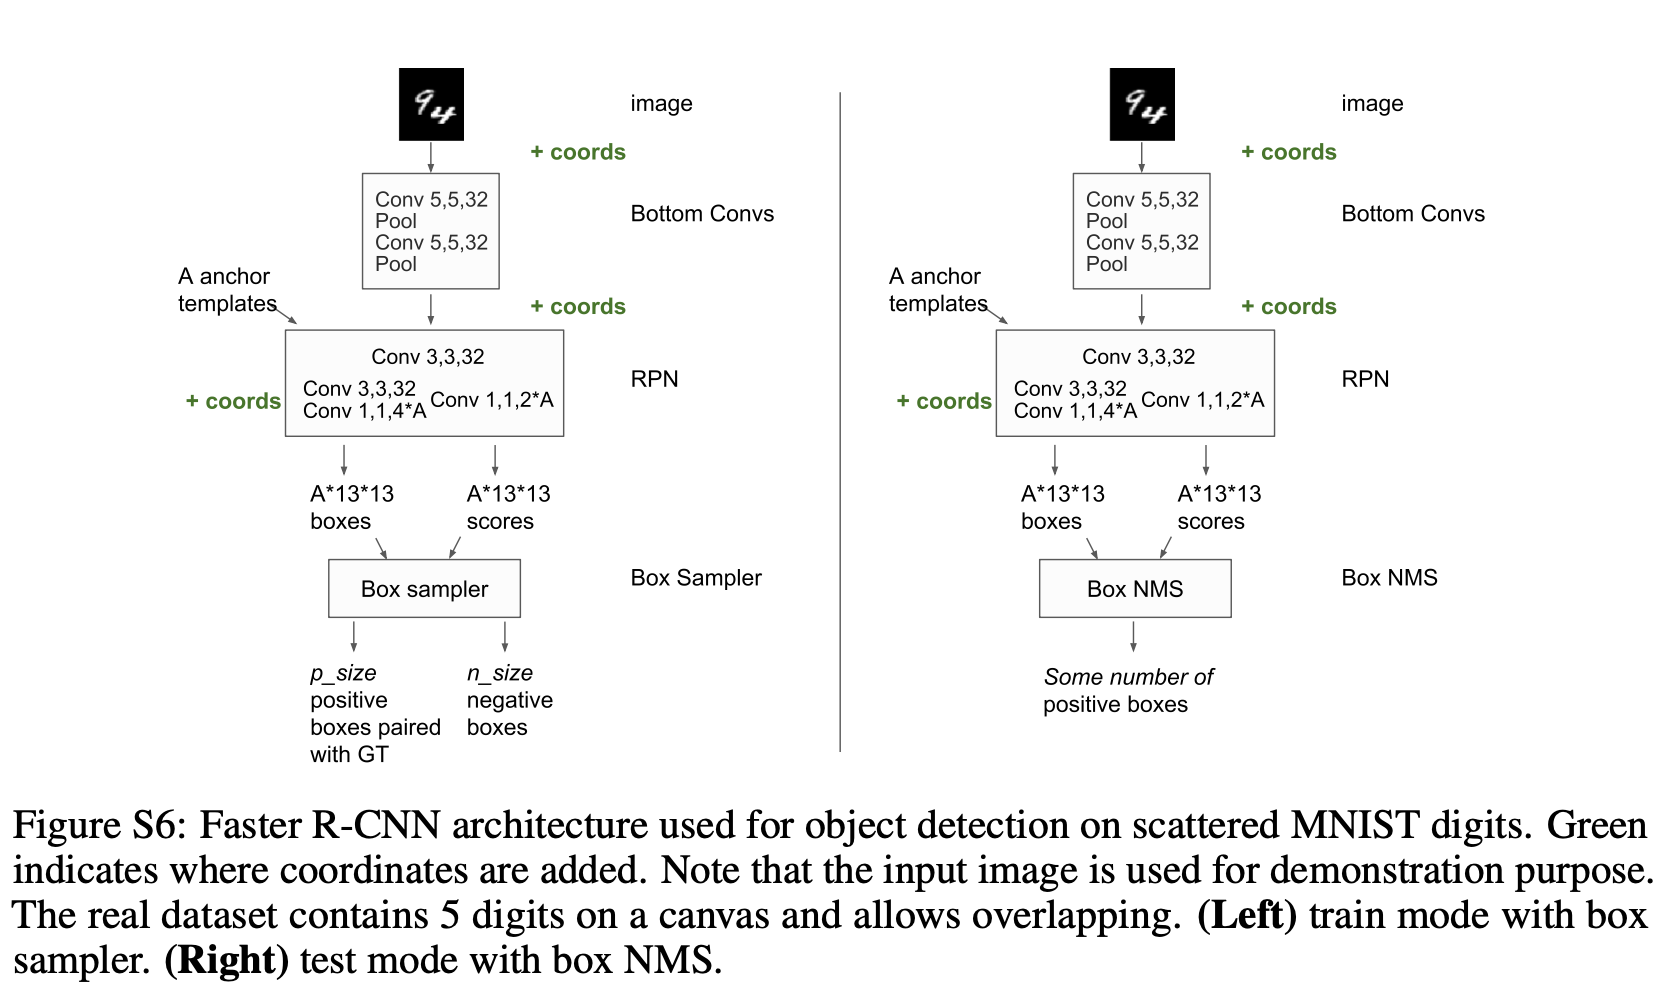 94
image
+ coords
Conv 5,5,32
Pool
Conv 5,5,32
Pool
Bottom Convs
A anchor
templates
+ coords
Conv 3,3,32
Conv 3,3,32
Conv 1,1,4*A
Conv 1,1,2*A
+ coords
RPN
A*13*13
boxes
A*13*13
scores
Box sampler
Box Sampler
p_size
positive
boxes paired
with GT
n_size
negative
boxes
94
image
+ coords
Conv 5,5,32
Pool
Conv 5,5,32
Pool
Bottom Convs
A anchor
templates
+ coords
Conv 3,3,32
Conv 3,3,32
Conv 1,1,4*A
Conv 1,1,2*A
+ coords
RPN
A*13*13
boxes
A*13*13
scores
Box NMS
Box NMS
Some number of
positive boxes
Figure S6: Faster R-CNN architecture used for object detection on scattered MNIST digits. Green
indicates where coordinates are added. Note that the input image is used for demonstration purpose.
The real dataset contains 5 digits on a canvas and allows overlapping. (Left) train mode with box
sampler. (Right) test mode with box NMS.